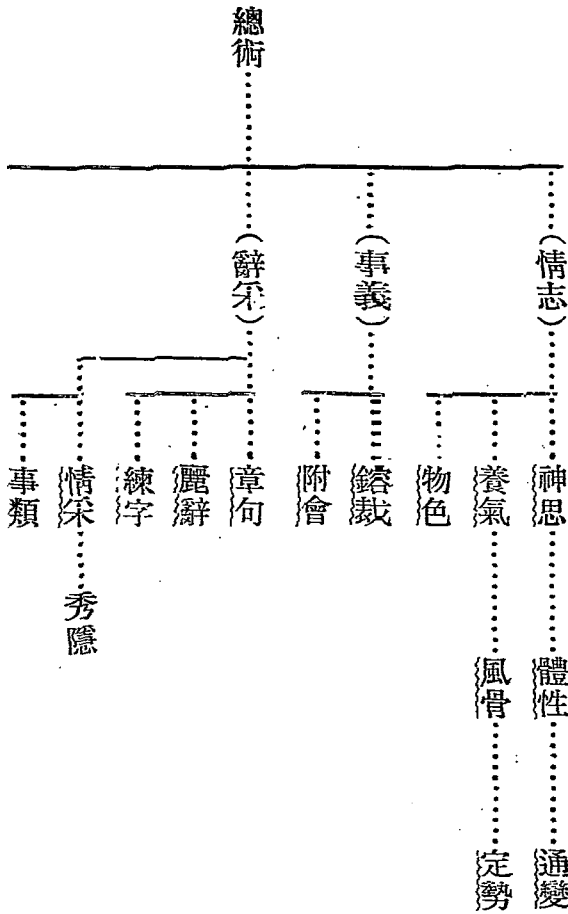 總術
(情志)
神思
體性
通變
養氣
風骨
定勢
物色
(事義)
鎔裁
附會
(辭采)
章句
麗辭
練字
情采
秀隱
事類